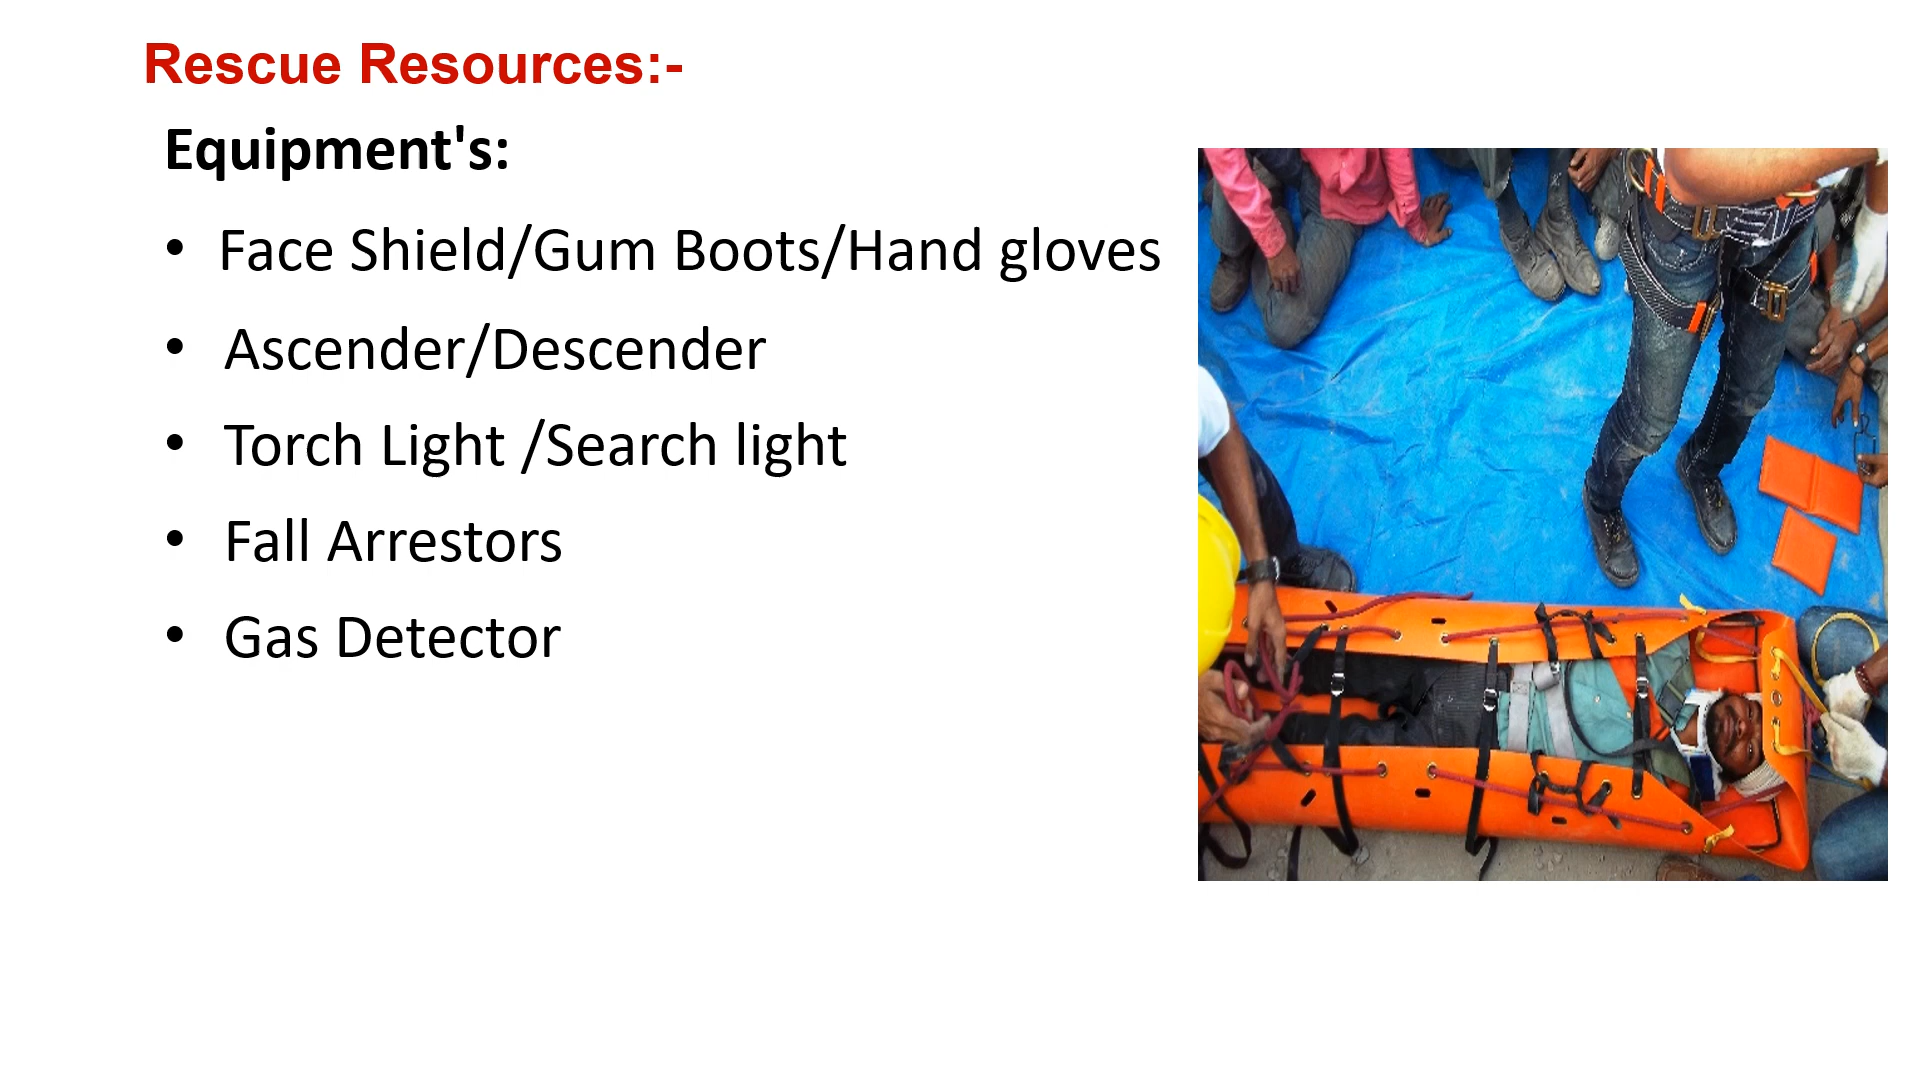 Rescue Resources:-
Equipment's:
• Face Shield/Gum Boots/Hand gloves
• Ascender/Descender
• Torch Light /Search light
• Fall Arrestors
• Gas Detector